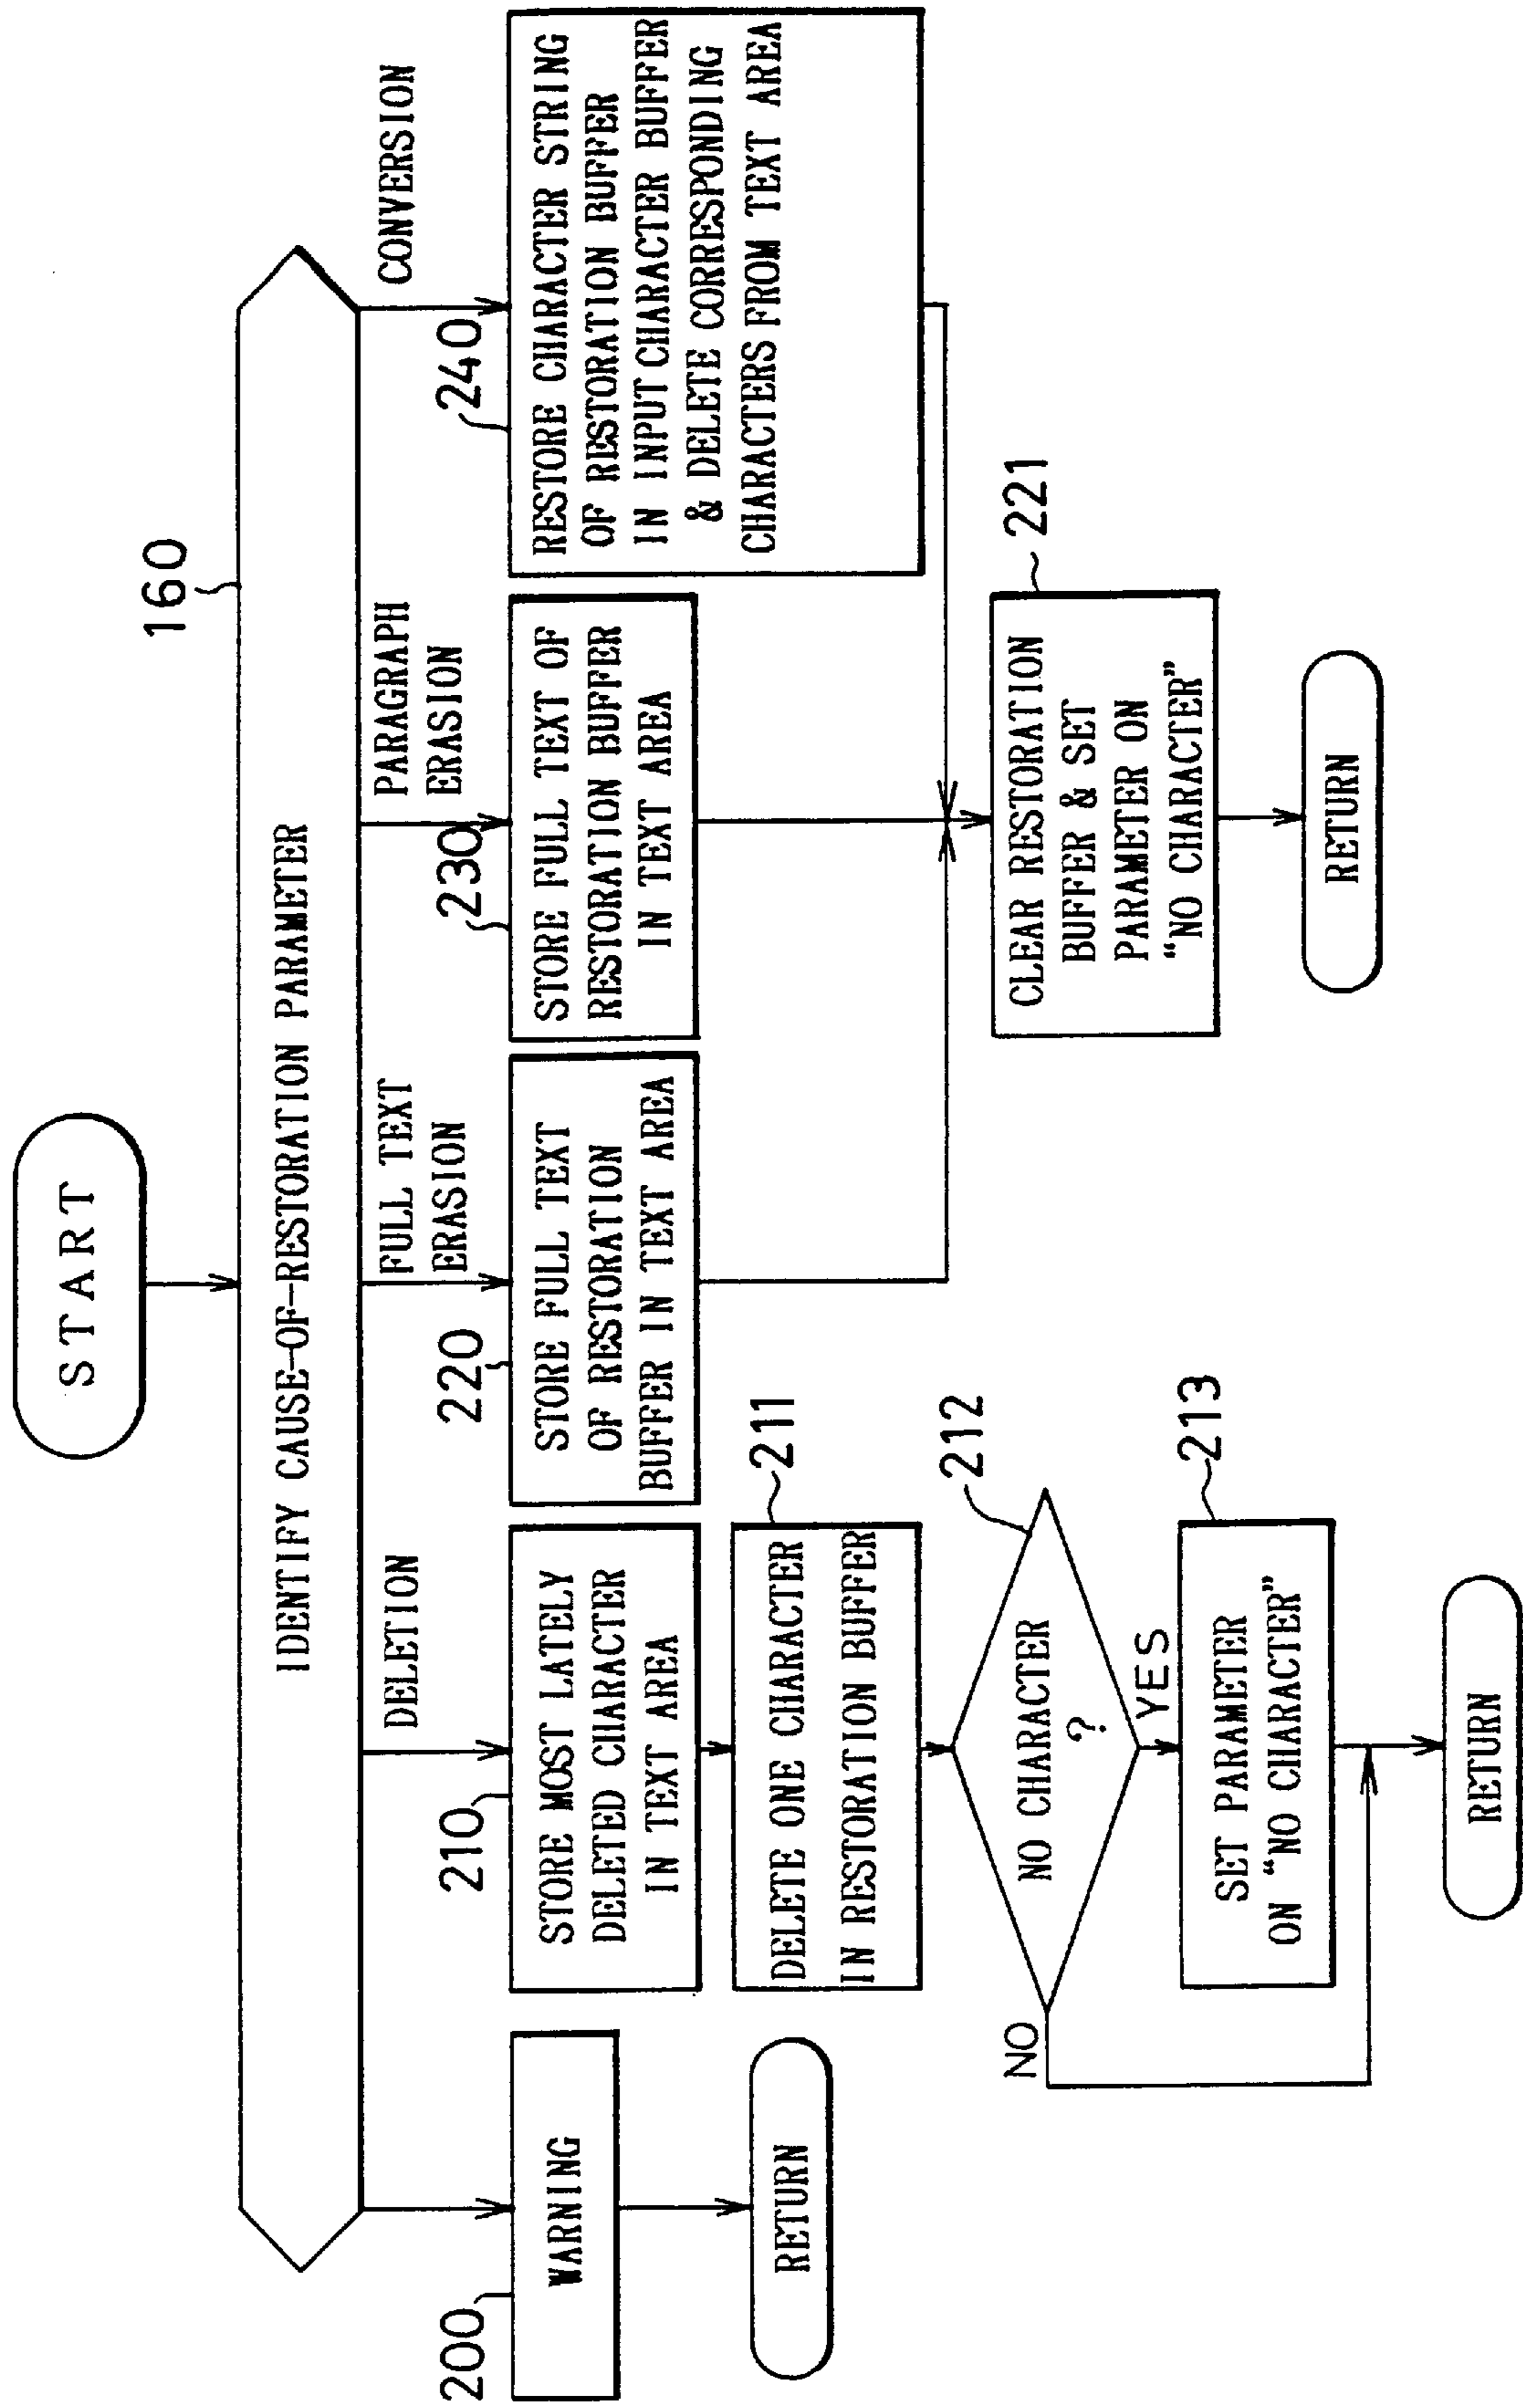 START
160
IDENTIFY CAUSE-OF-RESTORATION PARAMETER
DELETION
FULL TEXT
ERASION
PARAGRAPH
ERASION
CONVERSION
200
WARNING
RETURN
210
STORE MOST LATELY
DELETED CHARACTER
IN TEXT AREA
211
DELETE ONE CHARACTER
IN RESTORATION BUFFER
212
NO CHARACTER
?
NO
YES
213
SET PARAMETER
ON “NO CHARACTER”
RETURN
220
STORE FULL TEXT
OF RESTORATION
BUFFER IN TEXT AREA
230
STORE FULL TEXT OF
RESTORATION BUFFER
IN TEXT AREA
240
RESTORE CHARACTER STRING
OF RESTORATION BUFFER
IN INPUT CHARACTER BUFFER
& DELETE CORRESPONDING
CHARACTERS FROM TEXT AREA
221
CLEAR RESTORATION
BUFFER & SET
PARAMETER ON
“NO CHARACTER”
RETURN